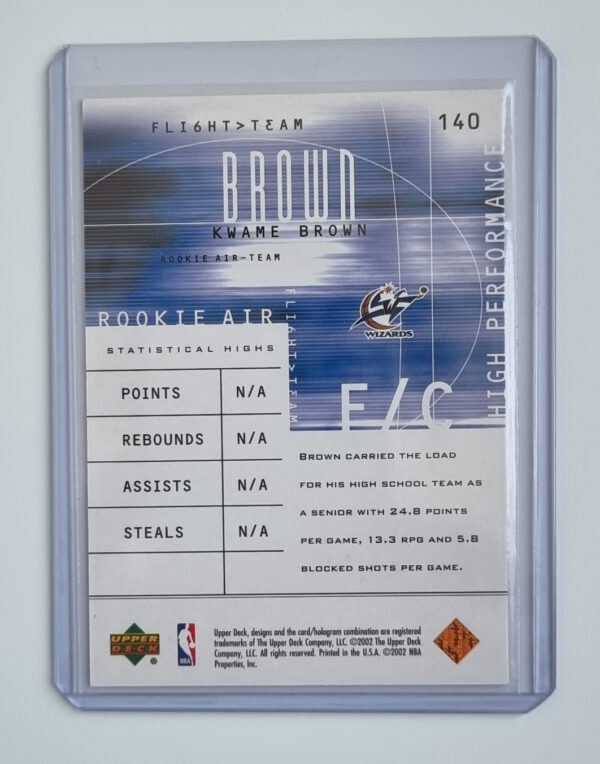 FLI6HT>TEAM
140
BROWN
KWAME BROWN
ROOKIE AIR-TEAM
HIGH PERFORMANCE
FLI6HT>TEAM
WIZARDS
ROOKIE AIR
F/C
STATISTICAL HIGHS
POINTS N/A
REBOUNDS N/A
ASSISTS N/A
STEALS N/A
BROWN CARRIED THE LOAD
FOR HIS HIGH SCHOOL TEAM AS
A SENIOR WITH 24.8 POINTS
PER GAME, 13.3 RPG AND 5.8
BLOCKED SHOTS PER GAME.
UPPER
DECK
®
NBA
Upper Deck, designs and the card/hologram combination are registered
trademarks of The Upper Deck Company, LLC. ©2002 The Upper Deck
Company, LLC. All rights reserved. Printed in the U.S.A. ©2002 NBA
Properties, Inc.